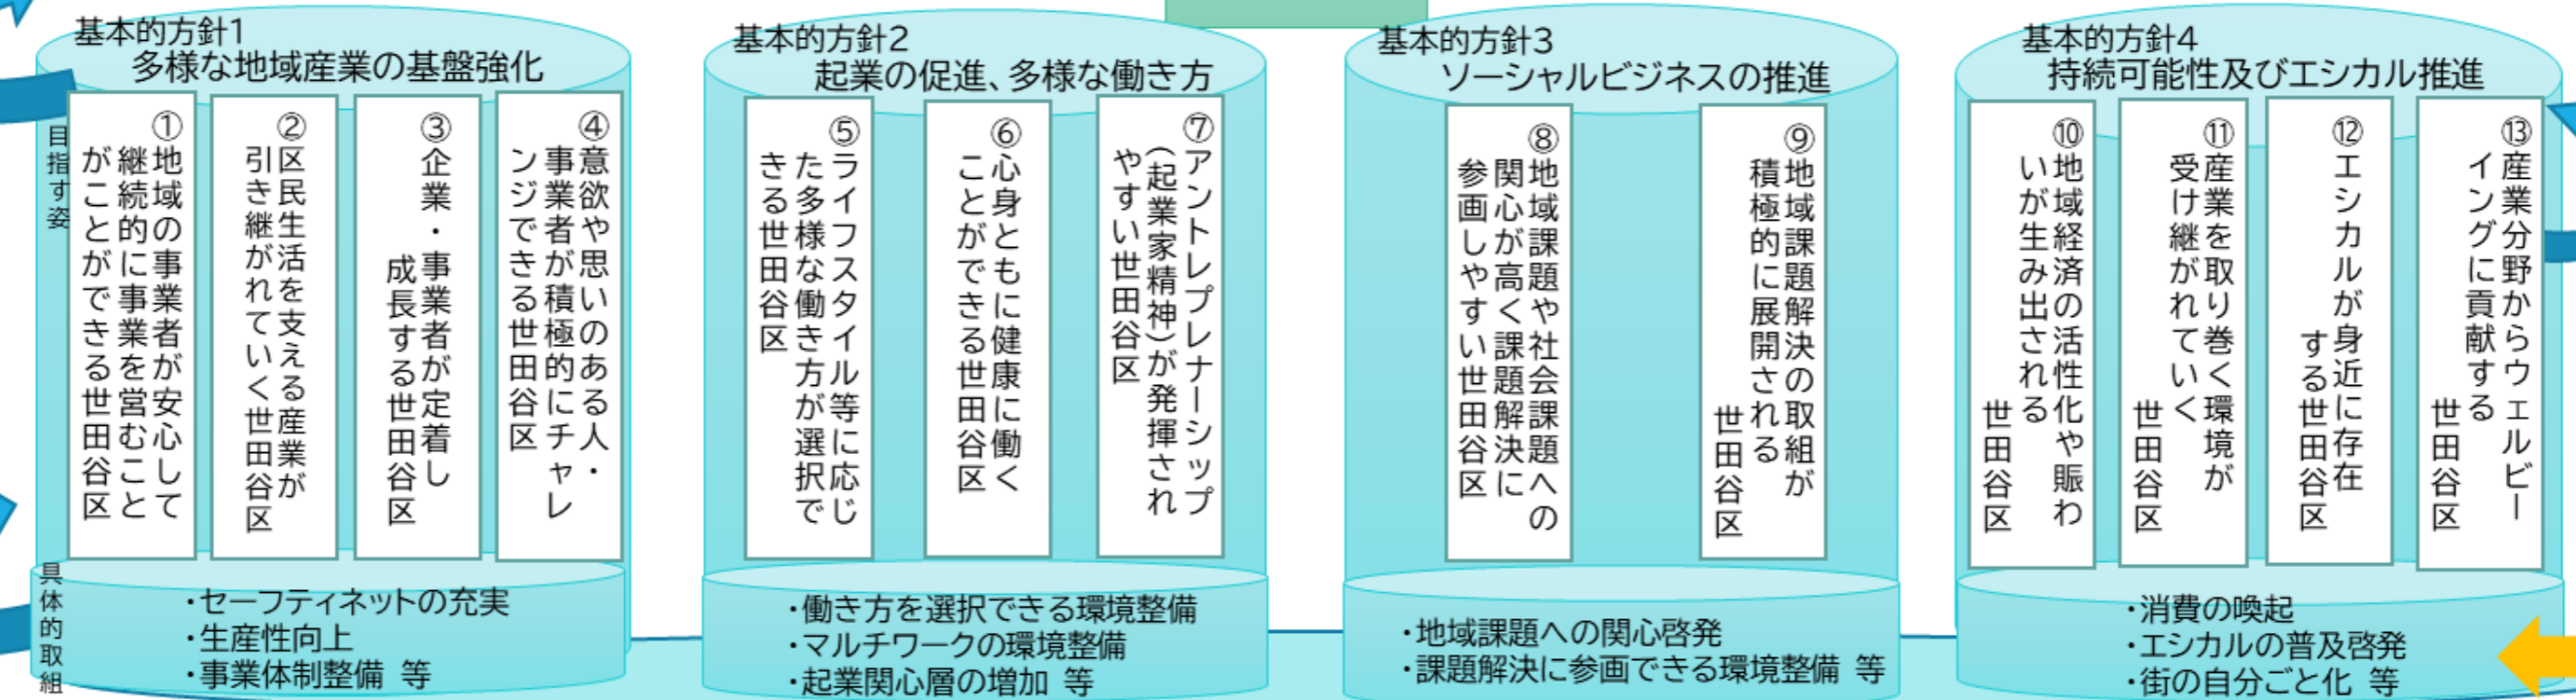 基本的方針1
多様な地域産業の基盤強化
目指す姿
①地域の事業者が安心して
継続的に事業を営むこと
がことができる世田谷区
②区民生活を支える産業が
引き継がれていく世田谷区
③企業・事業者が定着し
成長する世田谷区
④意欲や思いのある人・
事業者が積極的にチャレ
ンジできる世田谷区
具体的取組
・セーフティネットの充実
・生産性向上
・事業体制整備 等
基本的方針2
起業の促進、多様な働き方
⑤ライフスタイル等に応じ
た多様な働き方が選択で
きる世田谷区
⑥心身ともに健康に働く
ことができる世田谷区
⑦アントレプレナーシップ
(起業家精神)が発揮され
やすい世田谷区
・働き方を選択できる環境整備
・マルチワークの環境整備
・起業関心層の増加 等
基本的方針3
ソーシャルビジネスの推進
⑧地域課題や社会課題への
関心が高く課題解決に
参画しやすい世田谷区
⑨地域課題解決の取組が
積極的に展開される
世田谷区
・地域課題への関心啓発
・課題解決に参画できる環境整備 等
基本的方針4
持続可能性及びエシカル推進
⑩地域経済の活性化や賑わ
いが生み出される
世田谷区
⑪産業を取り巻く環境が
受け継がれていく
世田谷区
⑫エシカルが身近に存在
する世田谷区
⑬産業分野からウェルビー
イングに貢献する
世田谷区
・消費の喚起
・エシカルの普及啓発
・街の自分ごと化 等